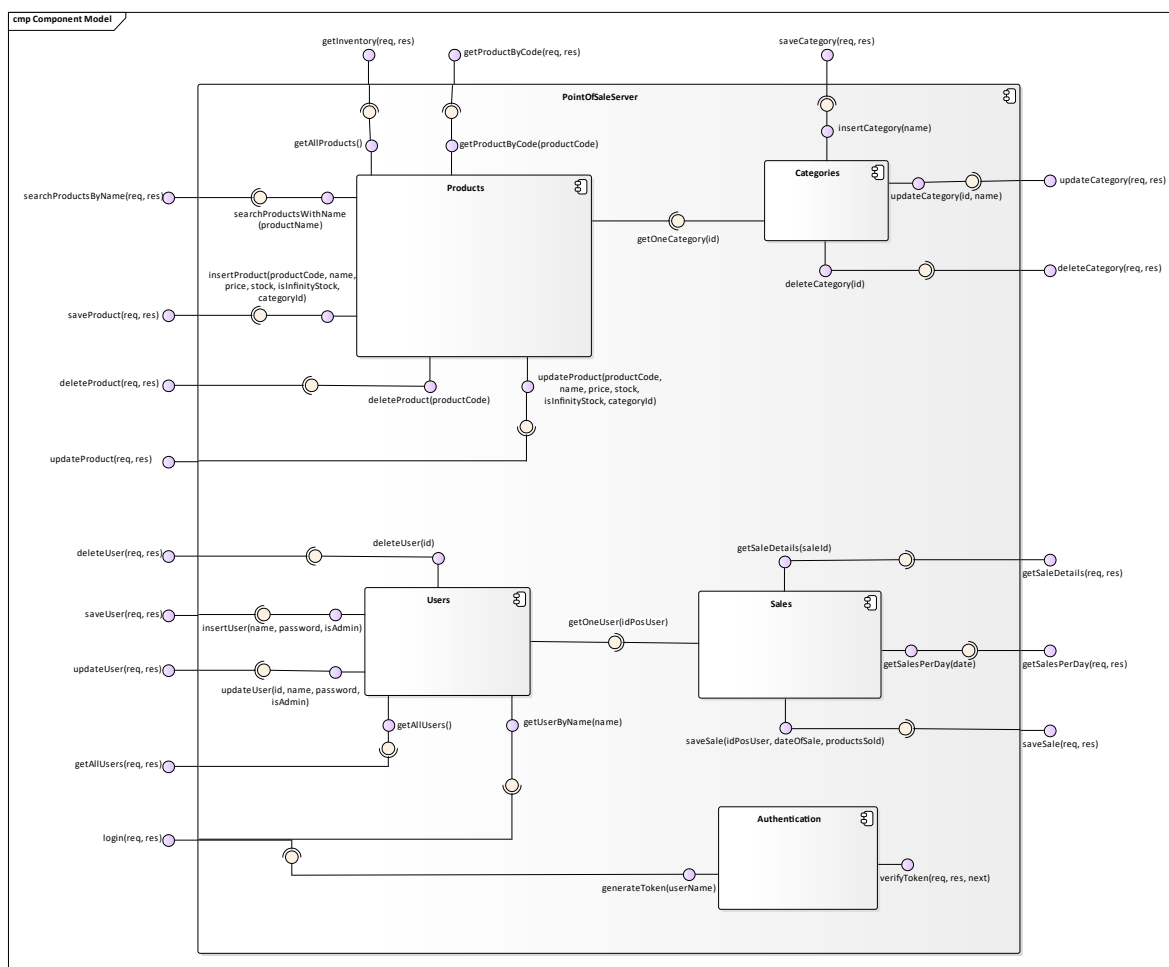 cmp Component Model
getInventory(req, res)
getProductByCode(req, res)
saveCategory(req, res)
PointOfSaleServer
insertCategory(name)
getAllProducts()
getProductByCode(productCode)
Products
Categories
searchProductsByName(req, res)
updateCategory(req, res)
updateCategory(id, name)
searchProductsWithName
(productName)
getOneCategory(id)
insertProduct(productCode, name,
price, stock, isInfinityStock,
categoryId)
deleteCategory(req, res)
deleteCategory(id)
saveProduct(req, res)
deleteProduct(req, res)
updateProduct(productCode,
name, price, stock,
isInfinityStock, categoryId)
deleteProduct(productCode)
updateProduct(req, res)
deleteUser(req, res)
deleteUser(id)
getSaleDetails(saleId)
getSaleDetails(req, res)
Users
Sales
saveUser(req, res)
insertUser(name, password, isAdmin)
getOneUser(idPosUser)
updateUser(req, res)
getSalesPerDay(date)
getSalesPerDay(req, res)
updateUser(id, name, password,
isAdmin)
getAllUsers()
getUserByName(name)
saveSale(idPosUser, dateOfSale, productsSold)
saveSale(req, res)
getAllUsers(req, res)
Authentication
login(req, res)
verifyToken(req, res, next)
generateToken(userName)